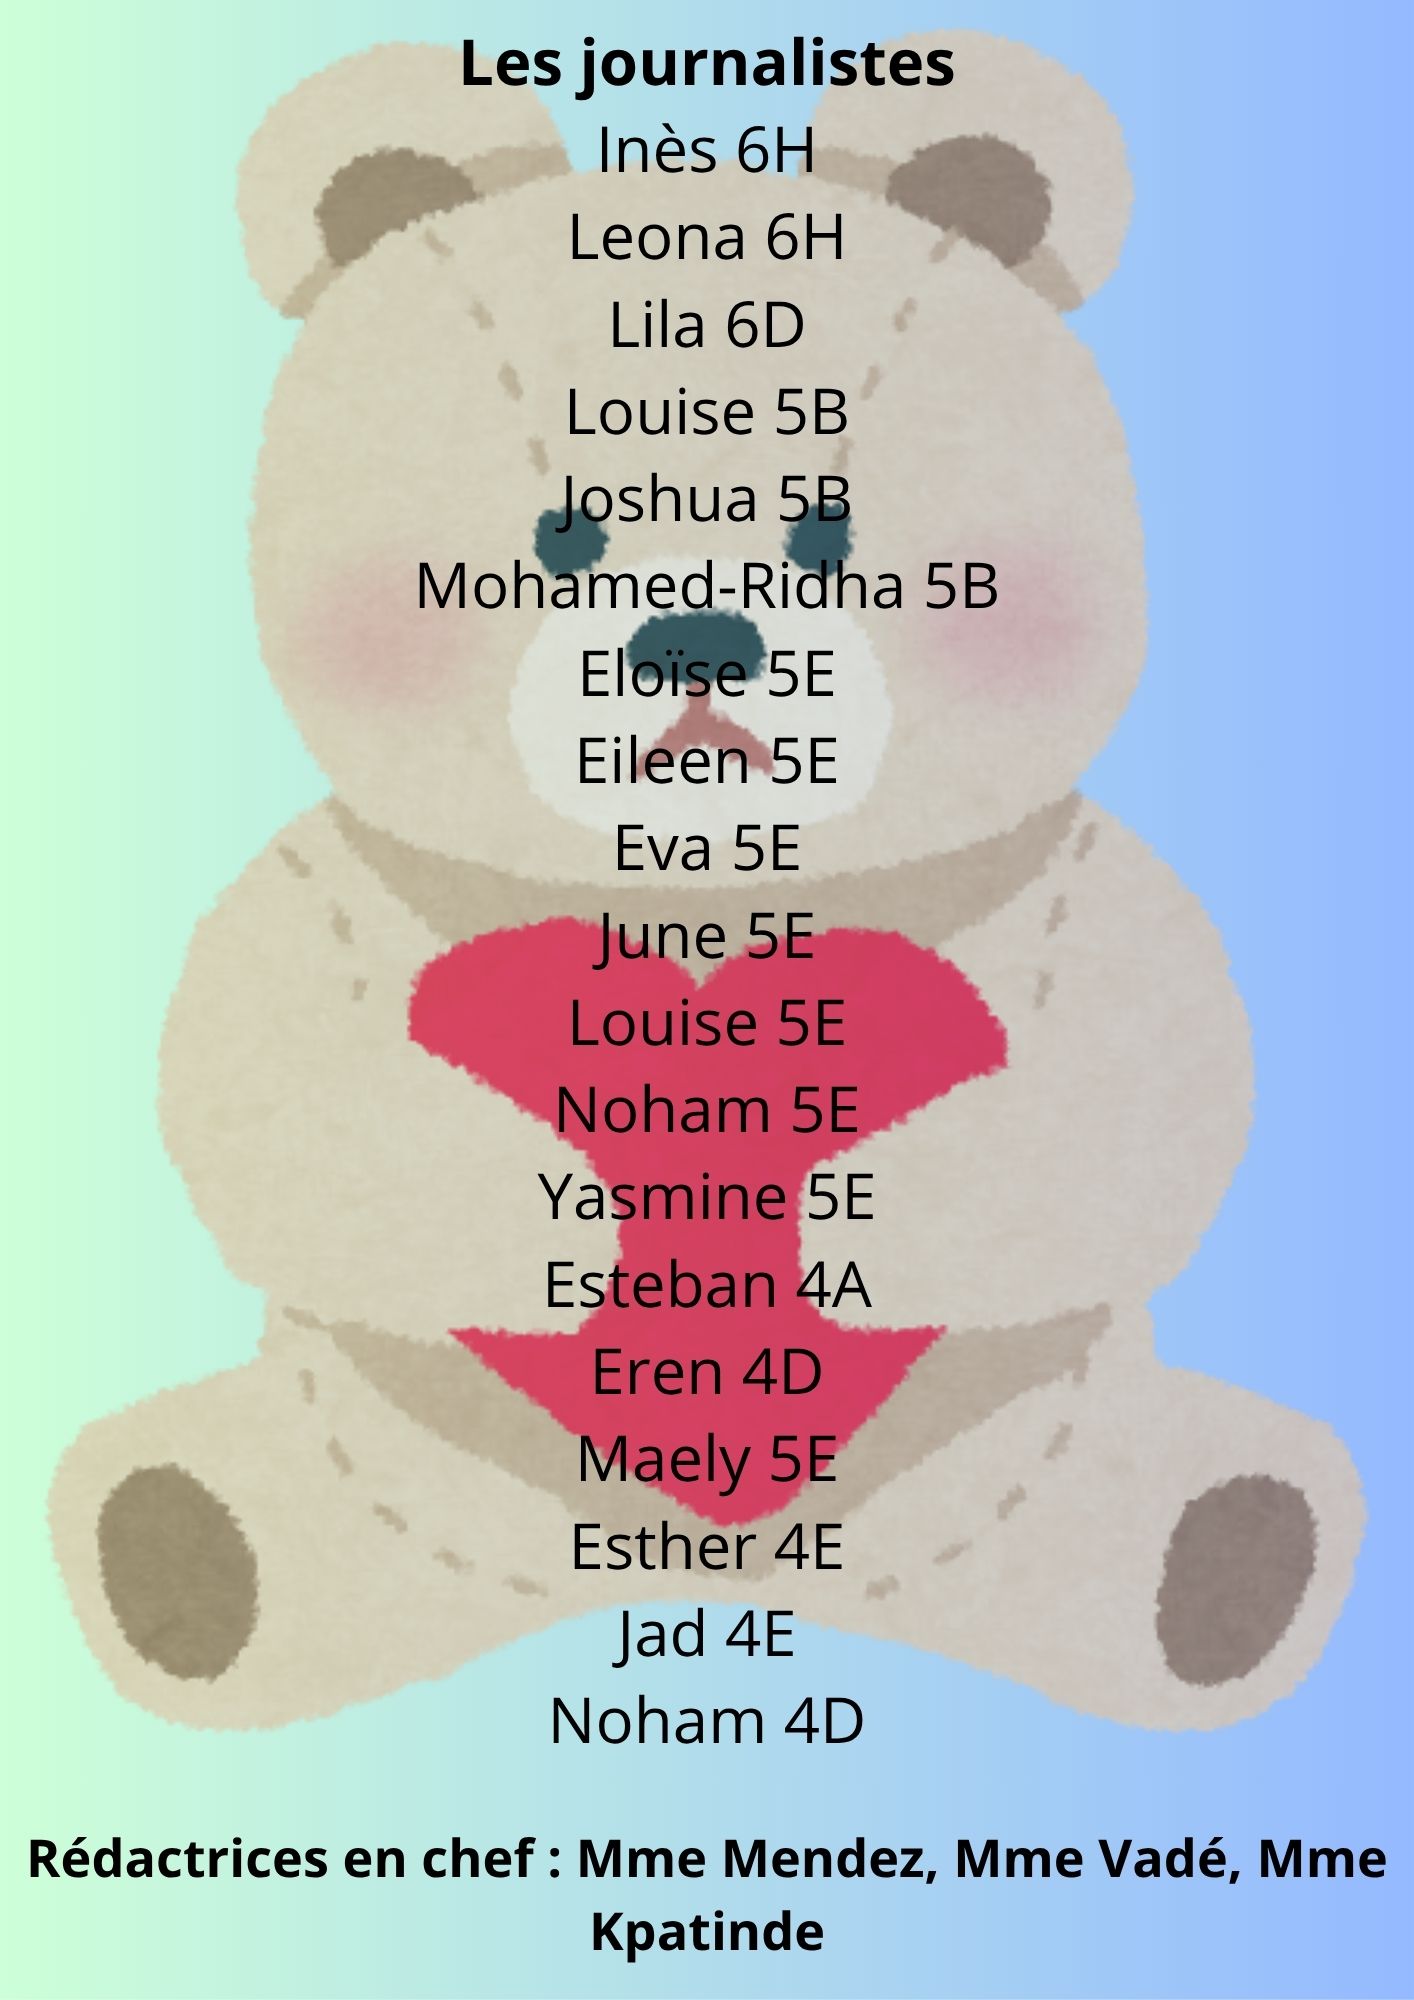 Les journalistes
Inès 6H
Leona 6H
Lila 6D
Louise 5B
Joshua 5B
Mohamed-Ridha 5B
Eloïse 5E
Eileen 5E
Eva 5E
June 5E
Louise 5E
Noham 5E
Yasmine 5E
Esteban 4A
Eren 4D
Maely 5E
Esther 4E
Jad 4E
Noham 4D
Rédactrices en chef : Mme Mendez, Mme Vadé, Mme
Kpatinde